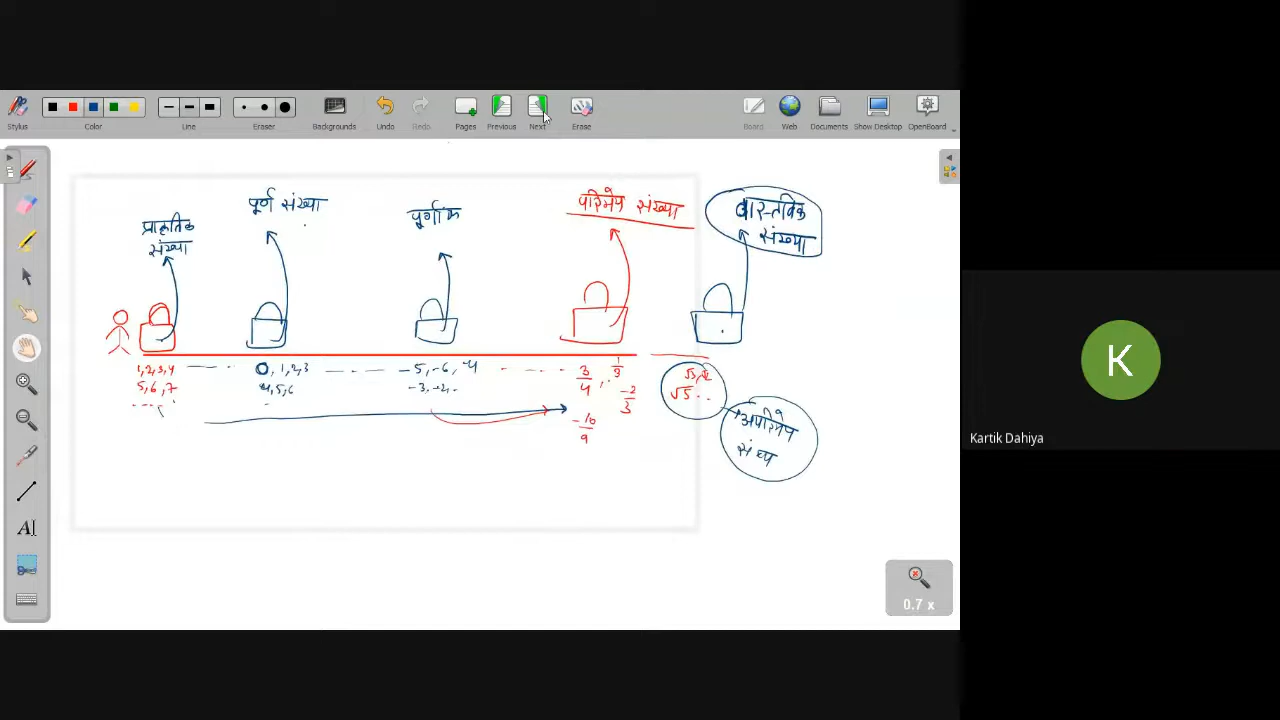 Stylus
Color
Line
Eraser
Backgrounds
Undo
Redo
Pages
Previous
Next
Erase
Board
Web
Documents
Show Desktop
OpenBoard
प्राकृतिक
संख्या
पूर्ण संख्या
पूर्णांक
परिमेय संख्या
वास्तविक
संख्या
1, 2, 3, 4
5, 6, 7
0, 1, 2, 3
4, 5, 6
-5, -6, -4
-3, -2, ..
3/4, 1/3
-2/3
-10/9
√5 ..
अपरिमेय
0.7 x
K
Kartik Dahiya